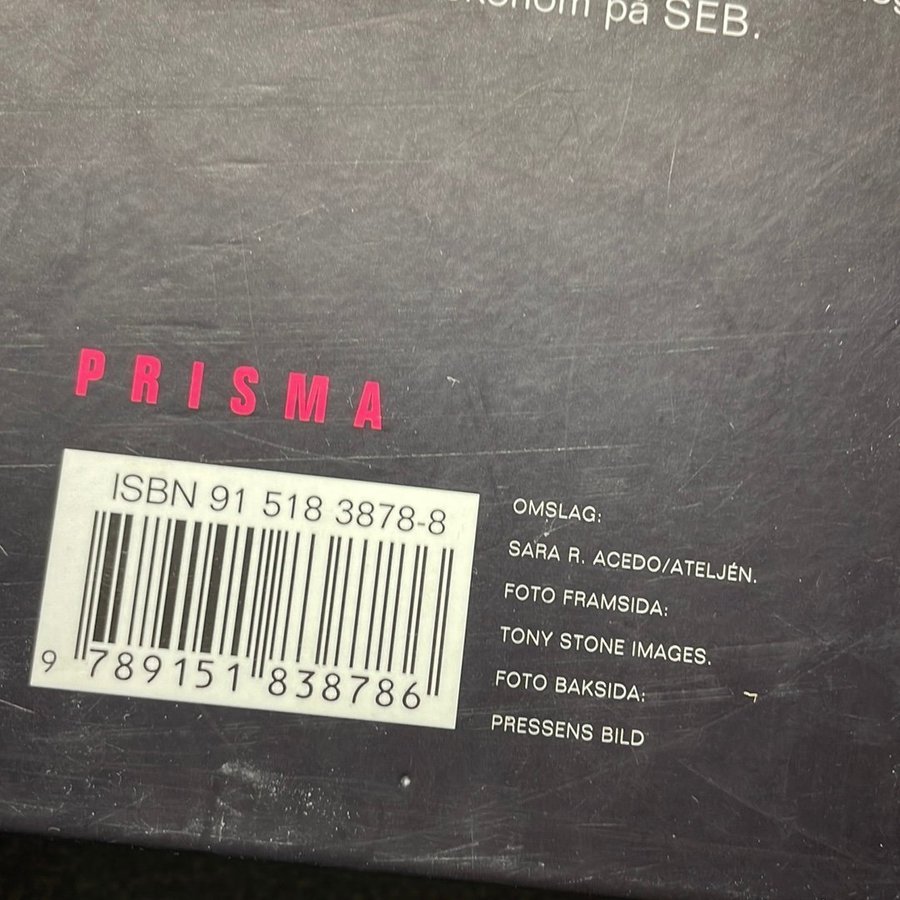 på SEB.
PRISMA
ISBN 91 518 3878-8
9 789151 838786
OMSLAG:
SARA R. ACEDO/ATELJÉN.
FOTO FRAMSIDA:
TONY STONE IMAGES.
FOTO BAKSIDA:
PRESSENS BILD